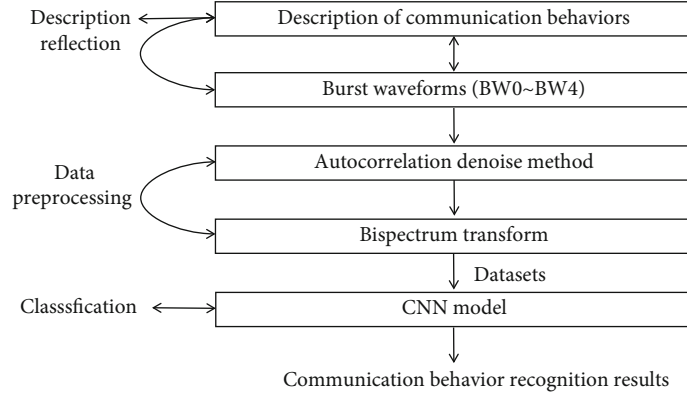 Description
reflection
Description of communication behaviors
Burst waveforms (BW0~BW4)
Data
preprocessing
Autocorrelation denoise method
Bispectrum transform
Datasets
Classsfication
CNN model
Communication behavior recognition results